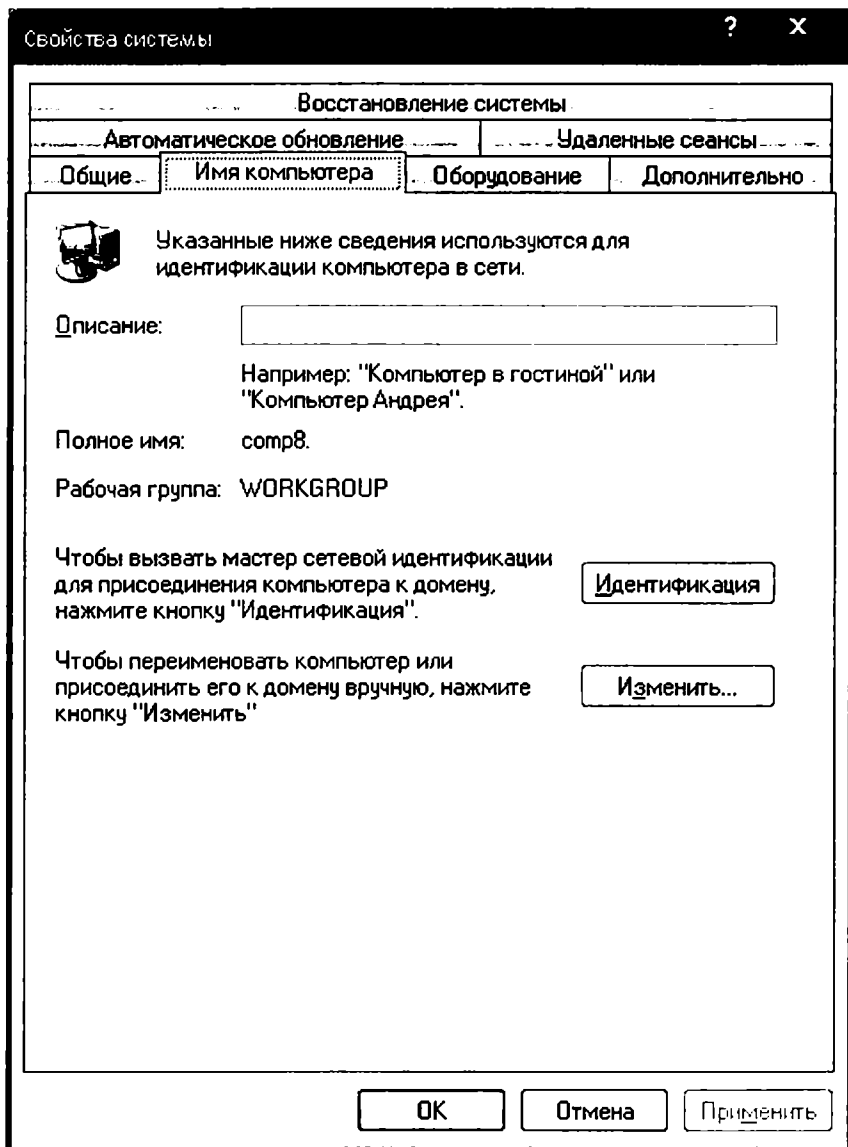 Свойства системы ? X
Восстановление системы
Автоматическое обновление Удаленные сеансы
Общие Имя компьютера Оборудование Дополнительно
Указанные ниже сведения используются для
идентификации компьютера в сети.
Описание:
Например: "Компьютер в гостиной" или
"Компьютер Андрея".
Полное имя: comp8.
Рабочая группа: WORKGROUP
Чтобы вызвать мастер сетевой идентификации
для присоединения компьютера к домену,
нажмите кнопку "Идентификация".
Идентификация
Чтобы переименовать компьютер или
присоединить его к домену вручную, нажмите
кнопку "Изменить"
Изменить...
OK Отмена Применить